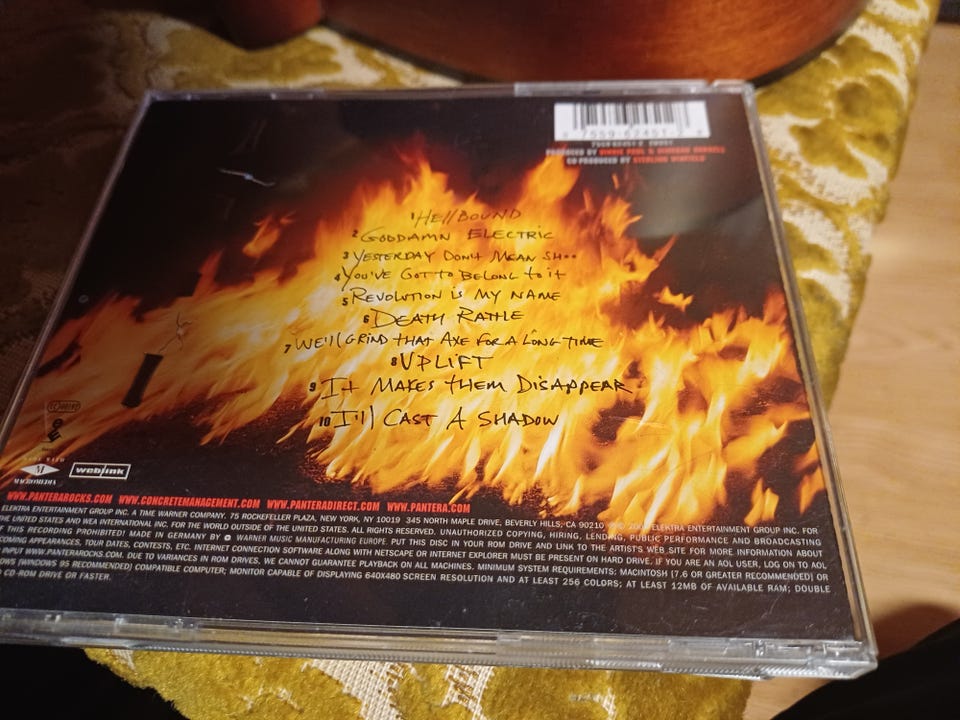 7559-62451-2
PRODUCED BY VINNIE PAUL & DIMEBAG DARRELL
CO-PRODUCED BY STERLING WINFIELD
1 HELLBOUND
2 GODDAMN ELECTRIC
3 YESTERDAY DON'T MEAN SH**
4 YOU'VE GOT TO BELONG to it
5 REVOLUTION IS MY NAME
6 DEATH RATTLE
7 WE'll GRIND tHAT AXE FOR A LONG TIME
8 UPLIFT
9 It MAKES tHEM DISAPPEAR
10 I'll CAST A SHADOW
MADE WITH
M
MACROMEDIA
weblink
WWW.PANTERAROCKS.COM WWW.CONCRETEMANAGEMENT.COM WWW.PANTERADIRECT.COM WWW.PANTERA.COM
ELEKTRA ENTERTAINMENT GROUP INC. A TIME WARNER COMPANY, 75 ROCKEFELLER PLAZA, NEW YORK, NY 10019 345 NORTH MAPLE DRIVE, BEVERLY HILLS, CA 90210 ELEKTRA ENTERTAINMENT GROUP INC. FOR
THE UNITED STATES AND WEA INTERNATIONAL INC. FOR THE WORLD OUTSIDE OF THE UNITED STATES. ALL RIGHTS RESERVED. UNAUTHORIZED COPYING, HIRING, LENDING, PUBLIC PERFORMANCE AND BROADCASTING
OF THIS RECORDING PROHIBITED! MADE IN GERMANY BY WARNER MUSIC MANUFACTURING EUROPE. PUT THIS DISC IN YOUR ROM DRIVE AND LINK TO THE ARTIST'S WEB SITE FOR MORE INFORMATION ABOUT
COMING APPEARANCES, TOUR DATES, CONTESTS, ETC. INTERNET CONNECTION SOFTWARE ALONG WITH NETSCAPE OR INTERNET EXPLORER MUST BE PRESENT ON HARD DRIVE. IF YOU ARE AN AOL USER, LOG ON TO AOL
INPUT WWW.PANTERAROCKS.COM. DUE TO VARIANCES IN ROM DRIVES, WE CANNOT GUARANTEE PLAYBACK ON ALL MACHINES. MINIMUM SYSTEM REQUIREMENTS: MACINTOSH (7.6 OR GREATER RECOMMENDED) OR
(WINDOWS 95 RECOMMENDED) COMPATIBLE COMPUTER; MONITOR CAPABLE OF DISPLAYING 640X480 SCREEN RESOLUTION AND AT LEAST 256 COLORS; AT LEAST 12MB OF AVAILABLE RAM; DOUBLE
CD-ROM DRIVE OR FASTER.